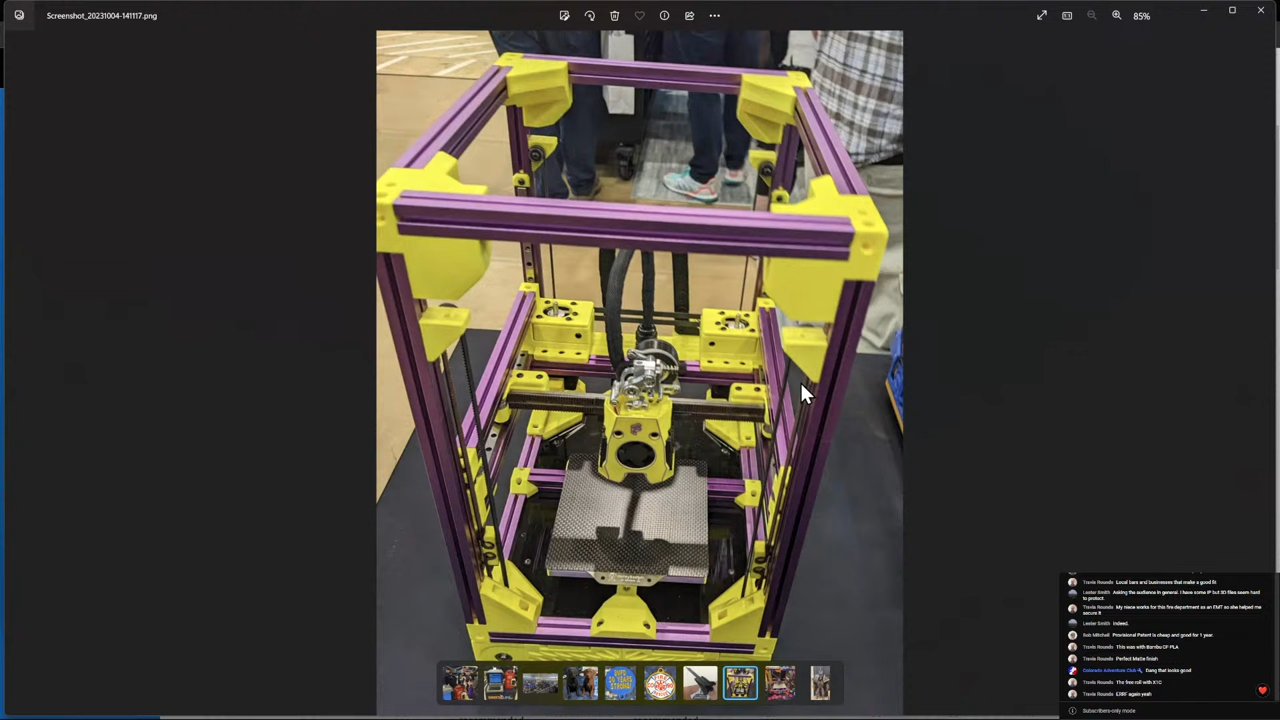 Screenshot_20231004-141117.png
85%
Travis Rounds Local bars and businesses that make a good fit
Lester Smith Asking the audience in general. I have some IP but 3D files seem hard
to protect.
Travis Rounds My niece works for this fire department as an EMT so she helped me
secure it
Lester Smith Indeed.
Bob Mitchell Provisional Patent is cheap and good for 1 year.
Travis Rounds This was with Bambu CF PLA
Travis Rounds Perfect Matte finish
Colorado Adventure Club Dang that looks good
Travis Rounds The free roll with X1C
Travis Rounds ERRF again yeah
Subscribers-only mode